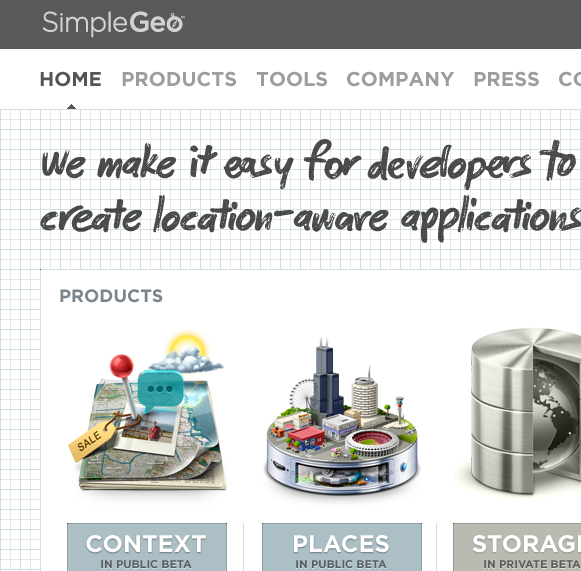 SimpleGeo
HOME PRODUCTS TOOLS COMPANY PRESS
We make it easy for developers to
create location-aware applications
PRODUCTS
SALE
CONTEXT PLACES STORAGE
IN PUBLIC BETA IN PUBLIC BETA IN PRIVATE BETA